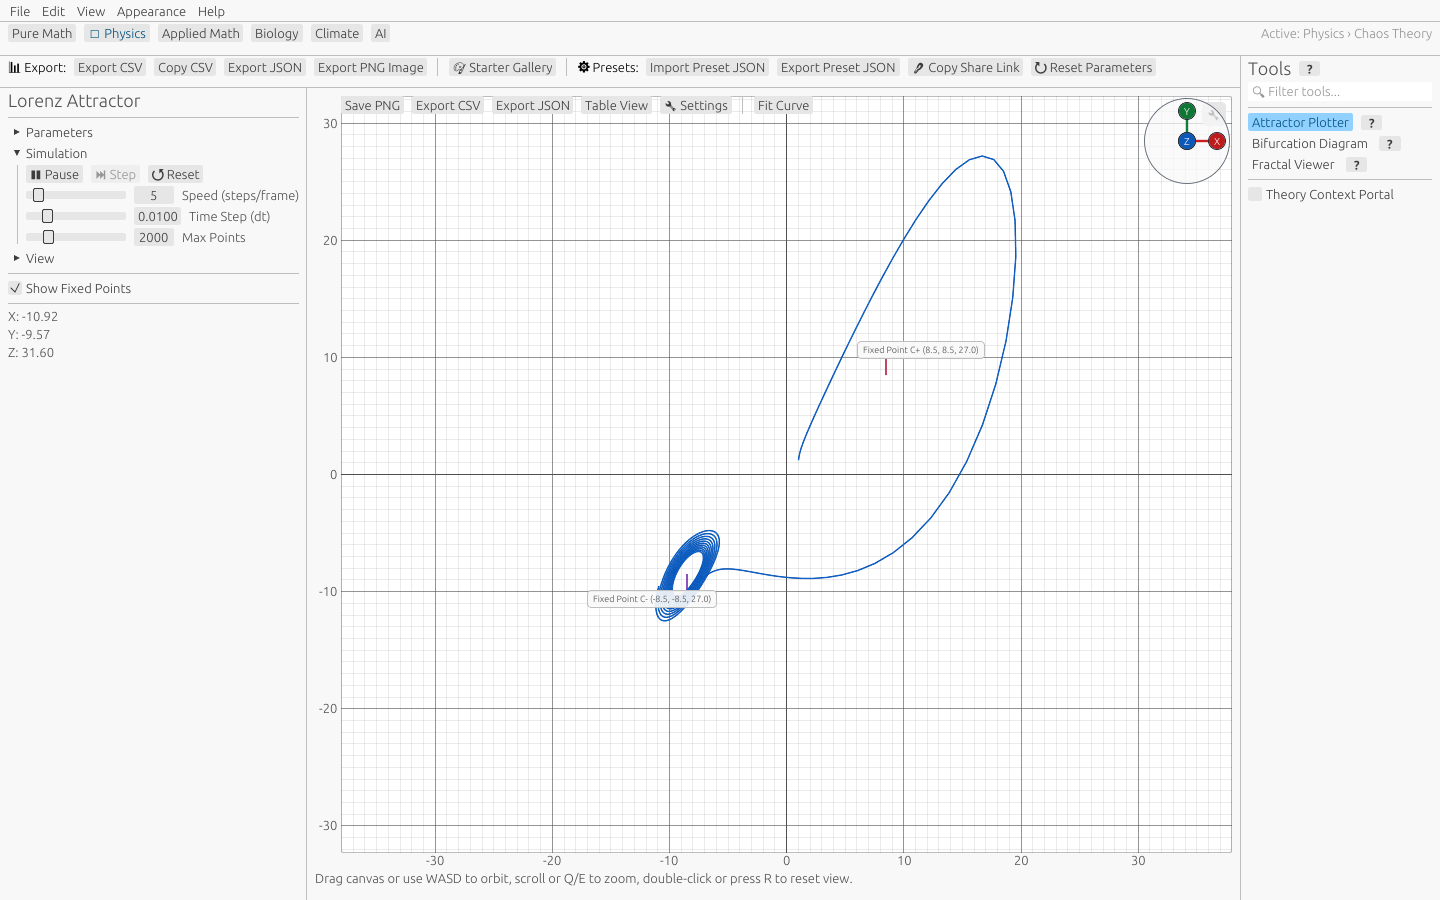 File Edit View Appearance Help
Pure Math Physics Applied Math Biology Climate AI Active: Physics › Chaos Theory
Export: Export CSV Copy CSV Export JSON Export PNG Image Starter Gallery Presets: Import Preset JSON Export Preset JSON Copy Share Link Reset Parameters
Lorenz Attractor
Parameters
Simulation
Pause Step Reset
5 Speed (steps/frame)
0.0100 Time Step (dt)
2000 Max Points
View
Show Fixed Points
X: -10.92
Y: -9.57
Z: 31.60
Save PNG Export CSV Export JSON Table View Settings Fit Curve
Y
Z X
30
20
10
0
-10
-20
-30
Fixed Point C+ (8.5, 8.5, 27.0)
Fixed Point C- (-8.5, -8.5, 27.0)
-30 -20 -10 0 10 20 30
Drag canvas or use WASD to orbit, scroll or Q/E to zoom, double-click or press R to reset view.
Tools ?
Filter tools...
Attractor Plotter ?
Bifurcation Diagram ?
Fractal Viewer ?
Theory Context Portal